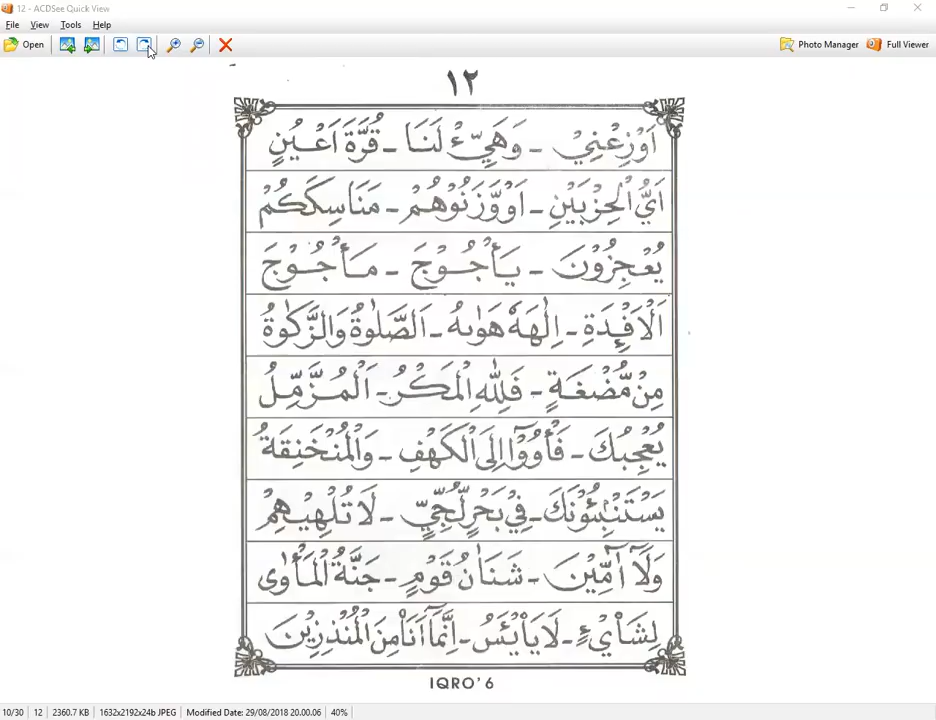 12 - ACDSee Quick View
File View Tools Help
Open Photo Manager Full Viewer
١٢
اَوْزِعْنِيْ - وَهَيِّءْ لَنَا - قُرَّةَ اَعْيُنٍ
اَيُّ الْحِزْبَيْنِ - اَوْوَّزَنُوْهُمْ - مَنَاسِكَكُمْ
يُعْجِزُوْنَ - يَأْجُوْجَ - مَأْجُوْجَ
اَلْاَفْئِدَةِ - اِلٰهَهٗ هَوٰىهُ - اَلصَّلٰوةُ وَالزَّكٰوةُ
مِنْ مُّضْغَةٍ - فَلِلّٰهِ الْمَكْرُ - اَلْمُزَّمِّلُ
يُعْجِبُكَ - فَأْوُوْٓا اِلَى الْكَهْفِ - وَالْمُنْخَنِقَةُ
يَسْتَنْۢبِئُوْنَكَ - فِيْ بَحْرٍ لُّجِّيٍّ - لَا تُلْهِيْهِمْ
وَلَآ اٰۤمِّيْنَ - شَنَاٰنُ قَوْمٍ - جَنَّةُ الْمَأْوٰى
لِشَا۟يْءٍ - لَا يَا۟يْئَسُ - اِنَّمَآ اَنَا۠ مِنَ الْمُنْذِرِيْنَ
IQRO' 6
10/30 12 2360.7 KB 1632x2192x24b JPEG Modified Date: 29/08/2018 20.00.06 40%